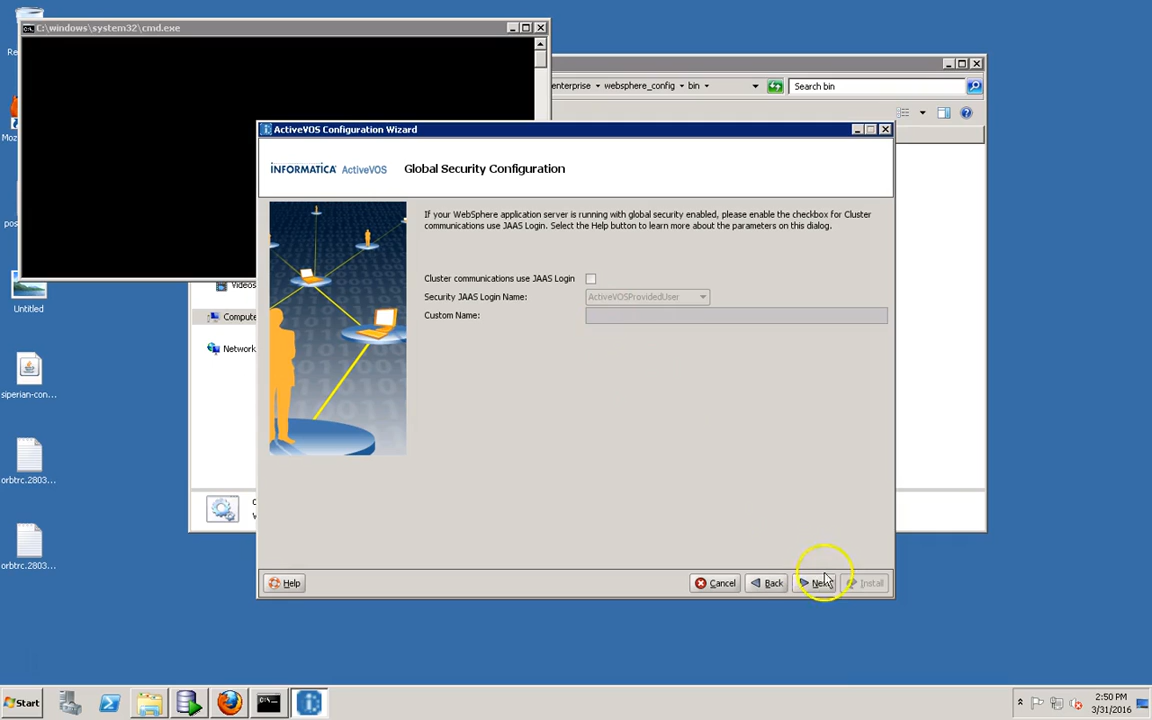 C:\windows\system32\cmd.exe
enterprise
websphere_config
bin
Search bin
ActiveVOS Configuration Wizard
INFORMATICA ActiveVOS
Global Security Configuration
If your WebSphere application server is running with global security enabled, please enable the checkbox for Cluster
communications use JAAS Login. Select the Help button to learn more about the parameters on this dialog.
Cluster communications use JAAS Login
Security JAAS Login Name:
ActiveVOSProvidedUser
Custom Name:
Videos
Compute
Network
Untitled
siperian-con...
orbtrc.2803...
orbtrc.2803...
Help
Cancel
Back
Next
Install
Start
2:50 PM
3/31/2016